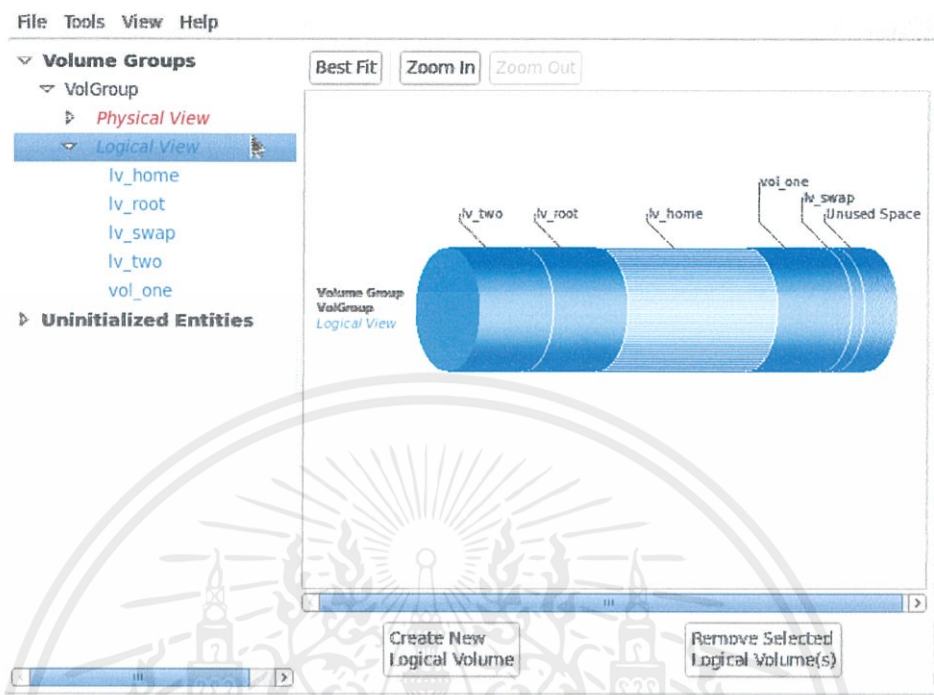 File Tools View Help
Volume Groups
VolGroup
Physical View
Logical View
lv_home
lv_root
lv_swap
lv_two
vol_one
Uninitialized Entities
Best Fit Zoom In Zoom Out
vol_one
lv_swap
lv_two lv_root lv_home Unused Space
Volume Group
VolGroup
Logical View
Create New
Logical Volume
Remove Selected
Logical Volume(s)